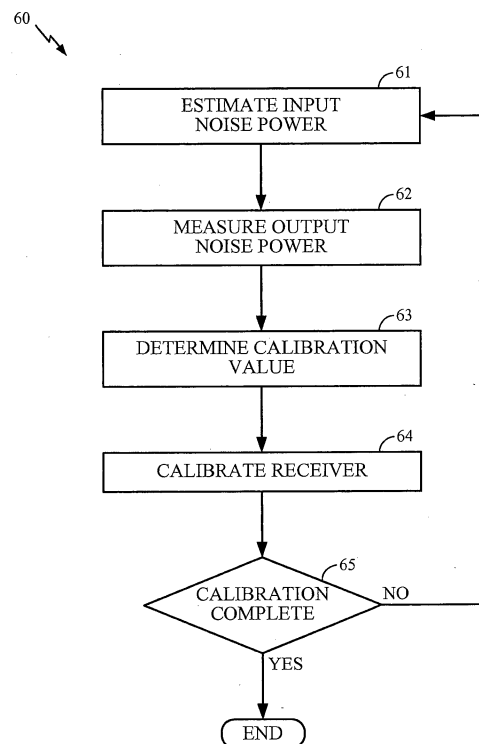 60
61
ESTIMATE INPUT
NOISE POWER
62
MEASURE OUTPUT
NOISE POWER
63
DETERMINE CALIBRATION
VALUE
64
CALIBRATE RECEIVER
65
CALIBRATION
COMPLETE
NO
YES
END